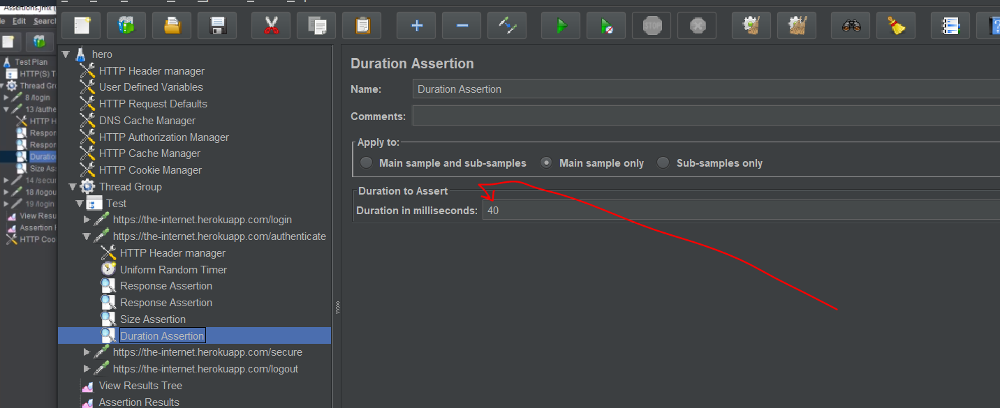 Assertions.jmx (
Edit Search
STOP
Test Plan
HTTP(S) T
Thread Gr
8 /login
13 /authe
HTTP H
Respon
Respon
Duratio
Size As
14 /secur
18 /logou
19 /login
View Resu
Assertion R
HTTP Coo
hero
HTTP Header manager
User Defined Variables
HTTP Request Defaults
DNS Cache Manager
HTTP Authorization Manager
HTTP Cache Manager
HTTP Cookie Manager
Thread Group
Test
https://the-internet.herokuapp.com/login
https://the-internet.herokuapp.com/authenticate
HTTP Header manager
Uniform Random Timer
Response Assertion
Response Assertion
Size Assertion
Duration Assertion
https://the-internet.herokuapp.com/secure
https://the-internet.herokuapp.com/logout
View Results Tree
Assertion Results
Duration Assertion
Name: Duration Assertion
Comments:
Apply to:
Main sample and sub-samples Main sample only Sub-samples only
Duration to Assert
Duration in milliseconds: 40